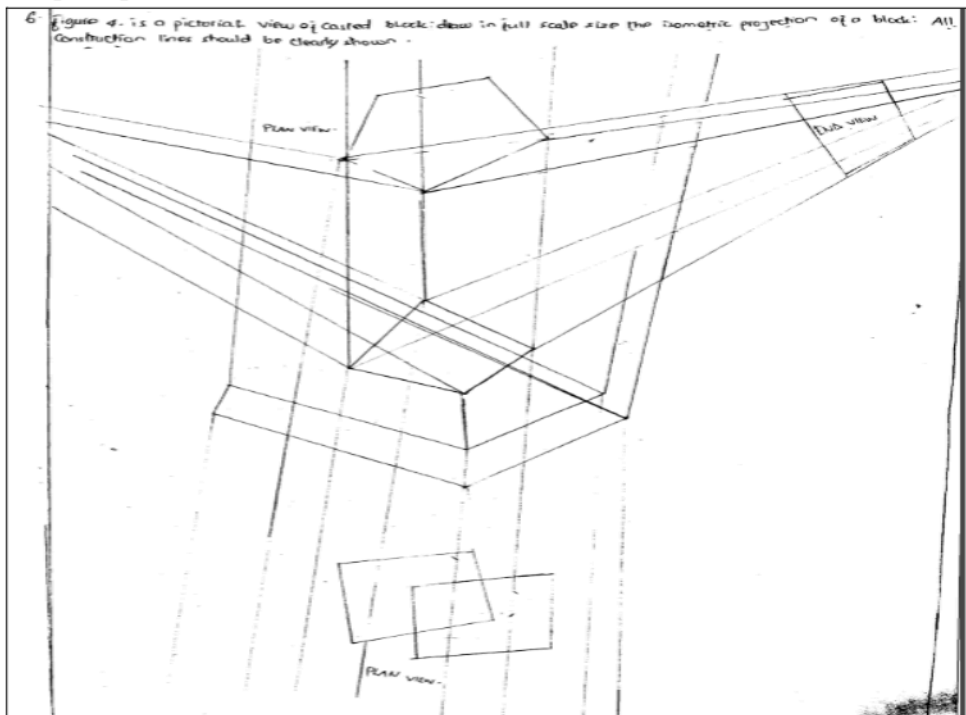 6. figure 4. is a pictorial view of Casted block: draw in full scale size the isometric projection of a block: All
Construction lines should be clearly shown.
PLAN VIEW.
END VIEW
PLAN VIEW.